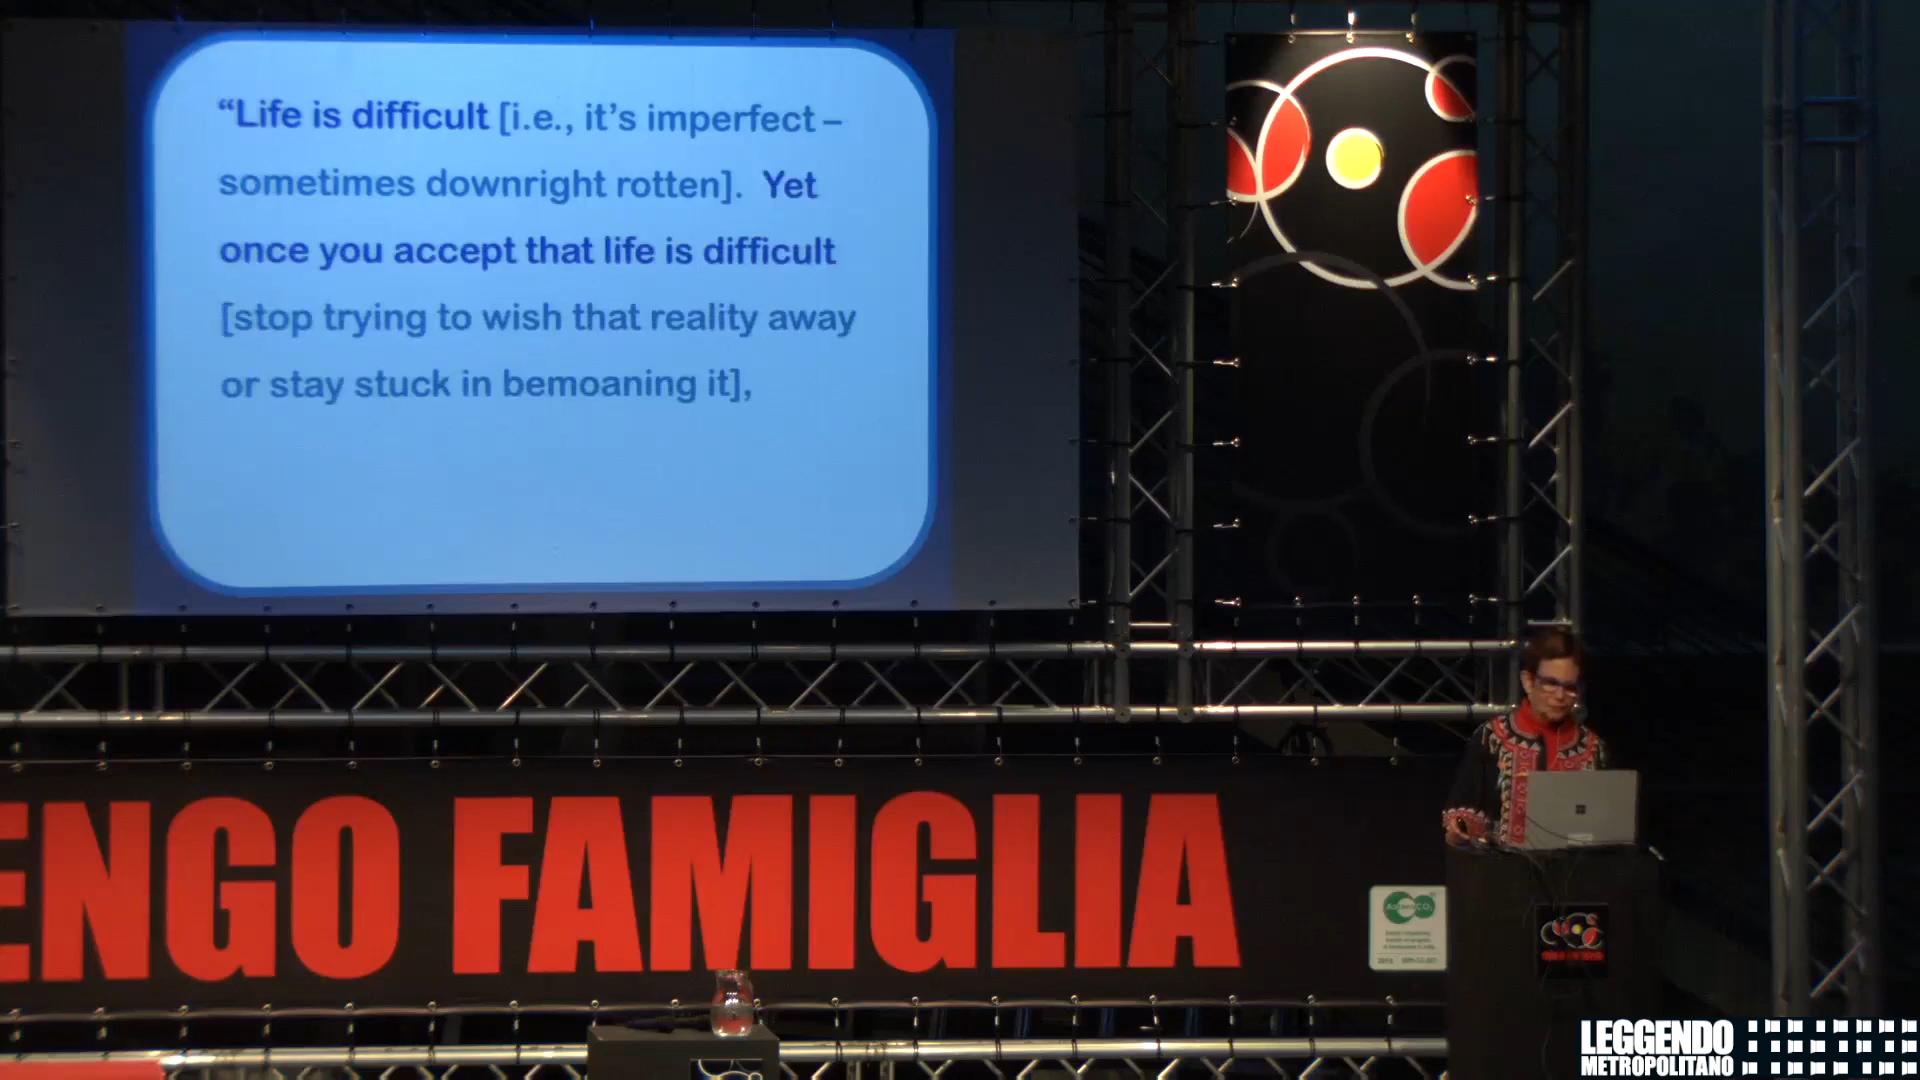 “Life is difficult [i.e., it’s imperfect –
sometimes downright rotten].  Yet
once you accept that life is difficult
[stop trying to wish that reality away
or stay stuck in bemoaning it],
ENGO FAMIGLIA
LEGGENDO
METROPOLITANO